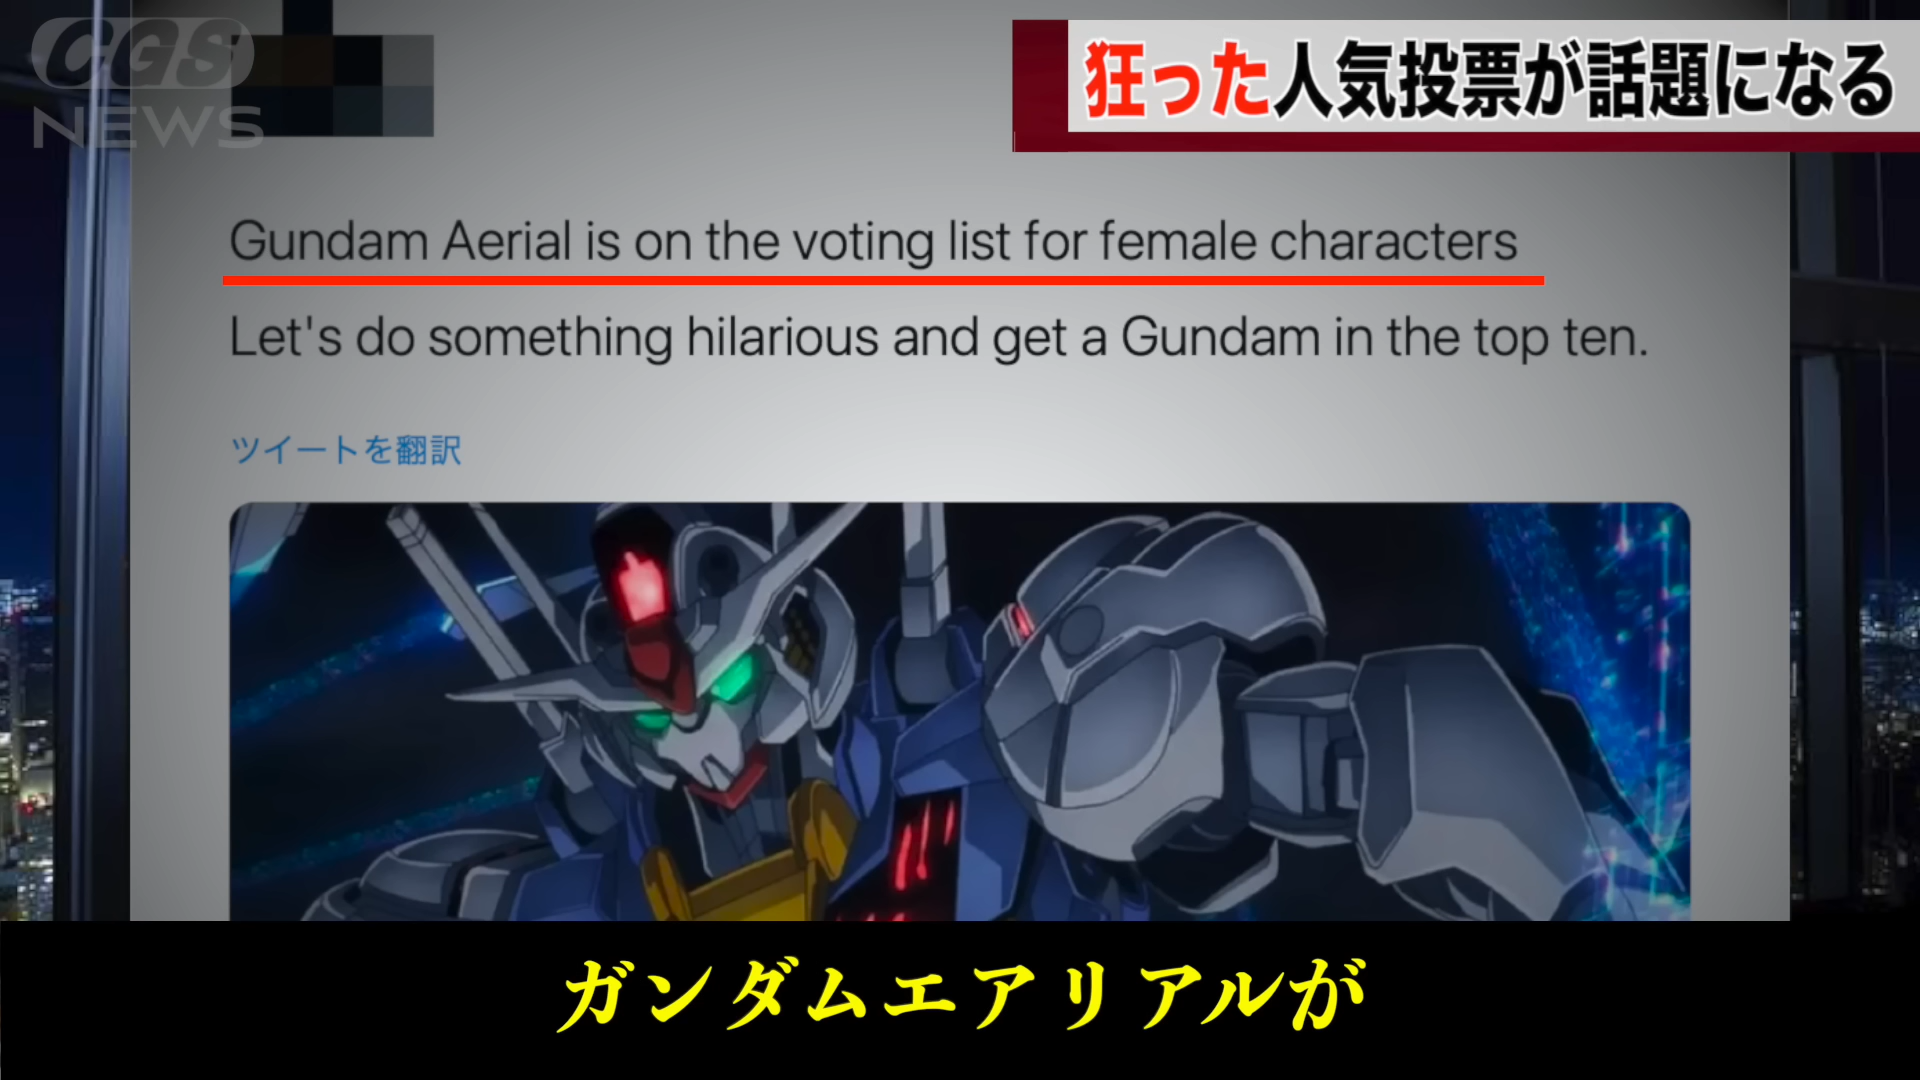 CGS
NEWS
狂った人気投票が話題になる
Gundam Aerial is on the voting list for female characters
Let's do something hilarious and get a Gundam in the top ten.
ツイートを翻訳
ガンダムエアリアルが